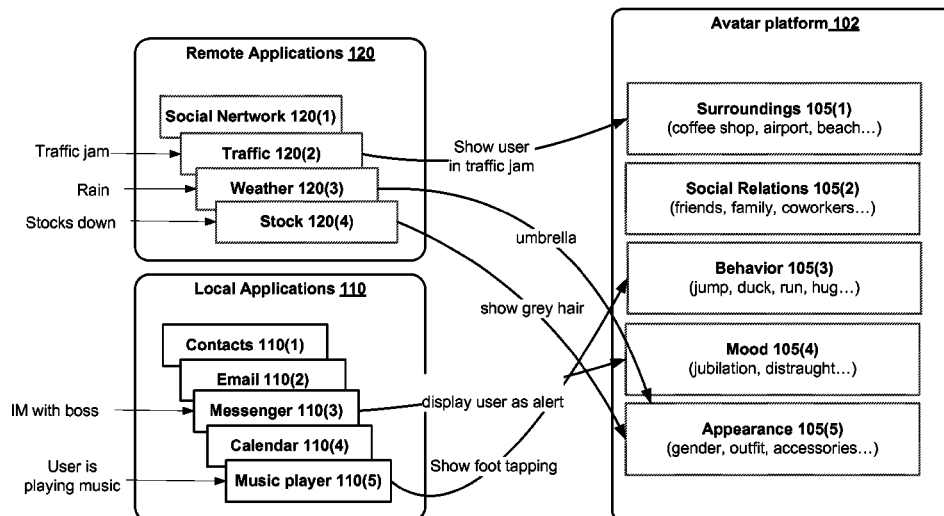 Remote Applications 120
Social Nertwork 120(1)
Traffic jam
Traffic 120(2)
Rain
Weather 120(3)
Stocks down
Stock 120(4)
Local Applications 110
Contacts 110(1)
Email 110(2)
IM with boss
Messenger 110(3)
Calendar 110(4)
User is
playing music
Music player 110(5)
Show user
in traffic jam
umbrella
show grey hair
display user as alert
Show foot tapping
Avatar platform 102
Surroundings 105(1)
(coffee shop, airport, beach…)
Social Relations 105(2)
(friends, family, coworkers…)
Behavior 105(3)
(jump, duck, run, hug…)
Mood 105(4)
(jubilation, distraught…)
Appearance 105(5)
(gender, outfit, accessories…)